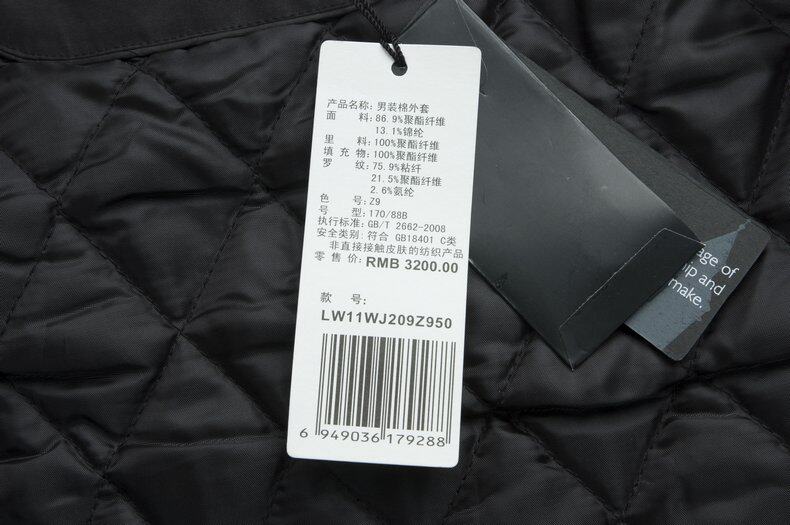 产品名称: 男装棉外套
面 料: 86.9%聚酯纤维
13.1%锦纶
里 料: 100%聚酯纤维
填 充 物: 100%聚酯纤维
罗 纹: 75.9%粘纤
21.5%聚酯纤维
2.6%氨纶
色 号: Z9
号 型: 170/88B
执行标准: GB/T 2662-2008
安全类别: 符合 GB18401 C类
非直接接触皮肤的纺织产品
零 售 价: RMB 3200.00
款 号:
LW11WJ209Z950
6 949036 179288
of
and
make.